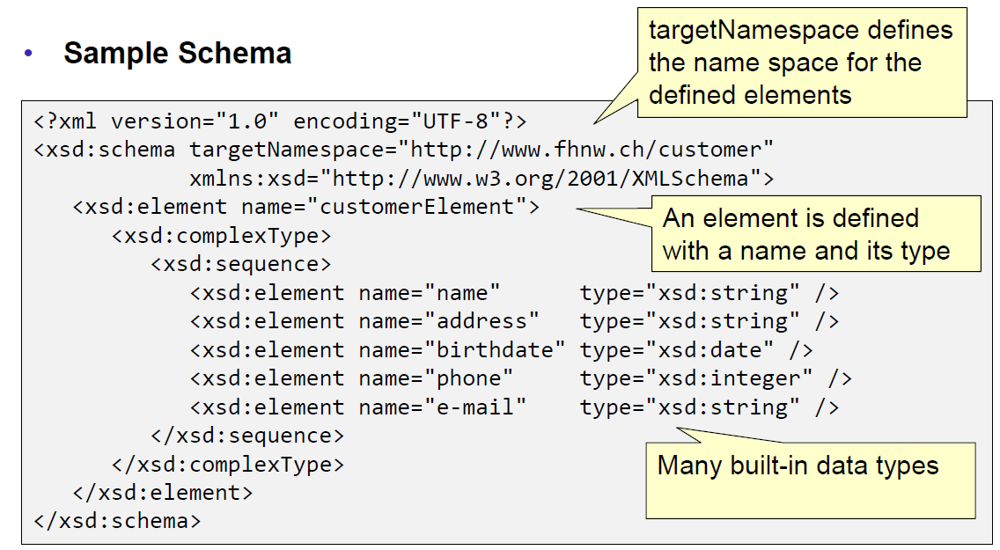 • Sample Schema
targetNamespace defines
the name space for the
defined elements
<?xml version="1.0" encoding="UTF-8"?>
<xsd:schema targetNamespace="http://www.fhnw.ch/customer"
            xmlns:xsd="http://www.w3.org/2001/XMLSchema">
   <xsd:element name="customerElement">
An element is defined
with a name and its type
      <xsd:complexType>
         <xsd:sequence>
            <xsd:element name="name"      type="xsd:string" />
            <xsd:element name="address"   type="xsd:string" />
            <xsd:element name="birthdate" type="xsd:date" />
            <xsd:element name="phone"     type="xsd:integer" />
            <xsd:element name="e-mail"    type="xsd:string" />
Many built-in data types
         </xsd:sequence>
      </xsd:complexType>
   </xsd:element>
</xsd:schema>